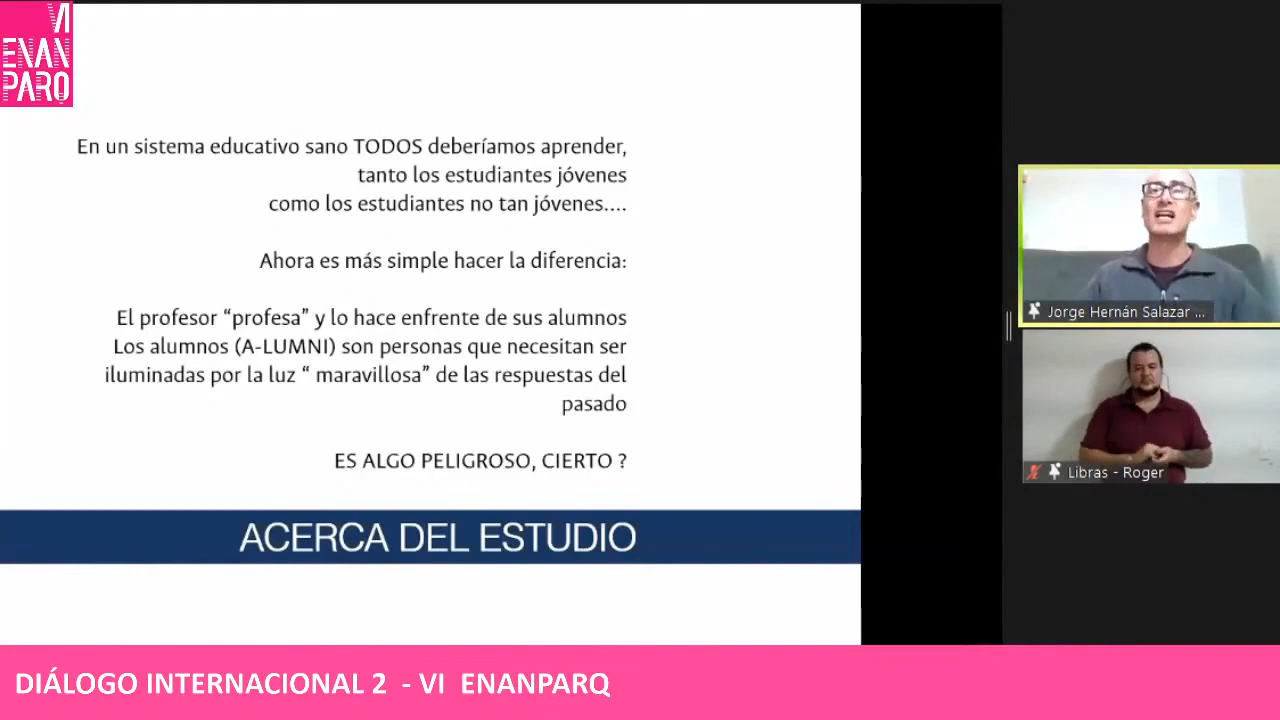 VI
ENAN
PARQ
En un sistema educativo sano TODOS deberíamos aprender,
tanto los estudiantes jóvenes
como los estudiantes no tan jóvenes....
Ahora es más simple hacer la diferencia:
El profesor “profesa” y lo hace enfrente de sus alumnos
Los alumnos (A-LUMNI) son personas que necesitan ser
iluminadas por la luz “ maravillosa” de las respuestas del
pasado
ES ALGO PELIGROSO, CIERTO ?
ACERCA DEL ESTUDIO
Jorge Hernán Salazar ...
Libras - Roger
DIÁLOGO INTERNACIONAL 2 - VI ENANPARQ